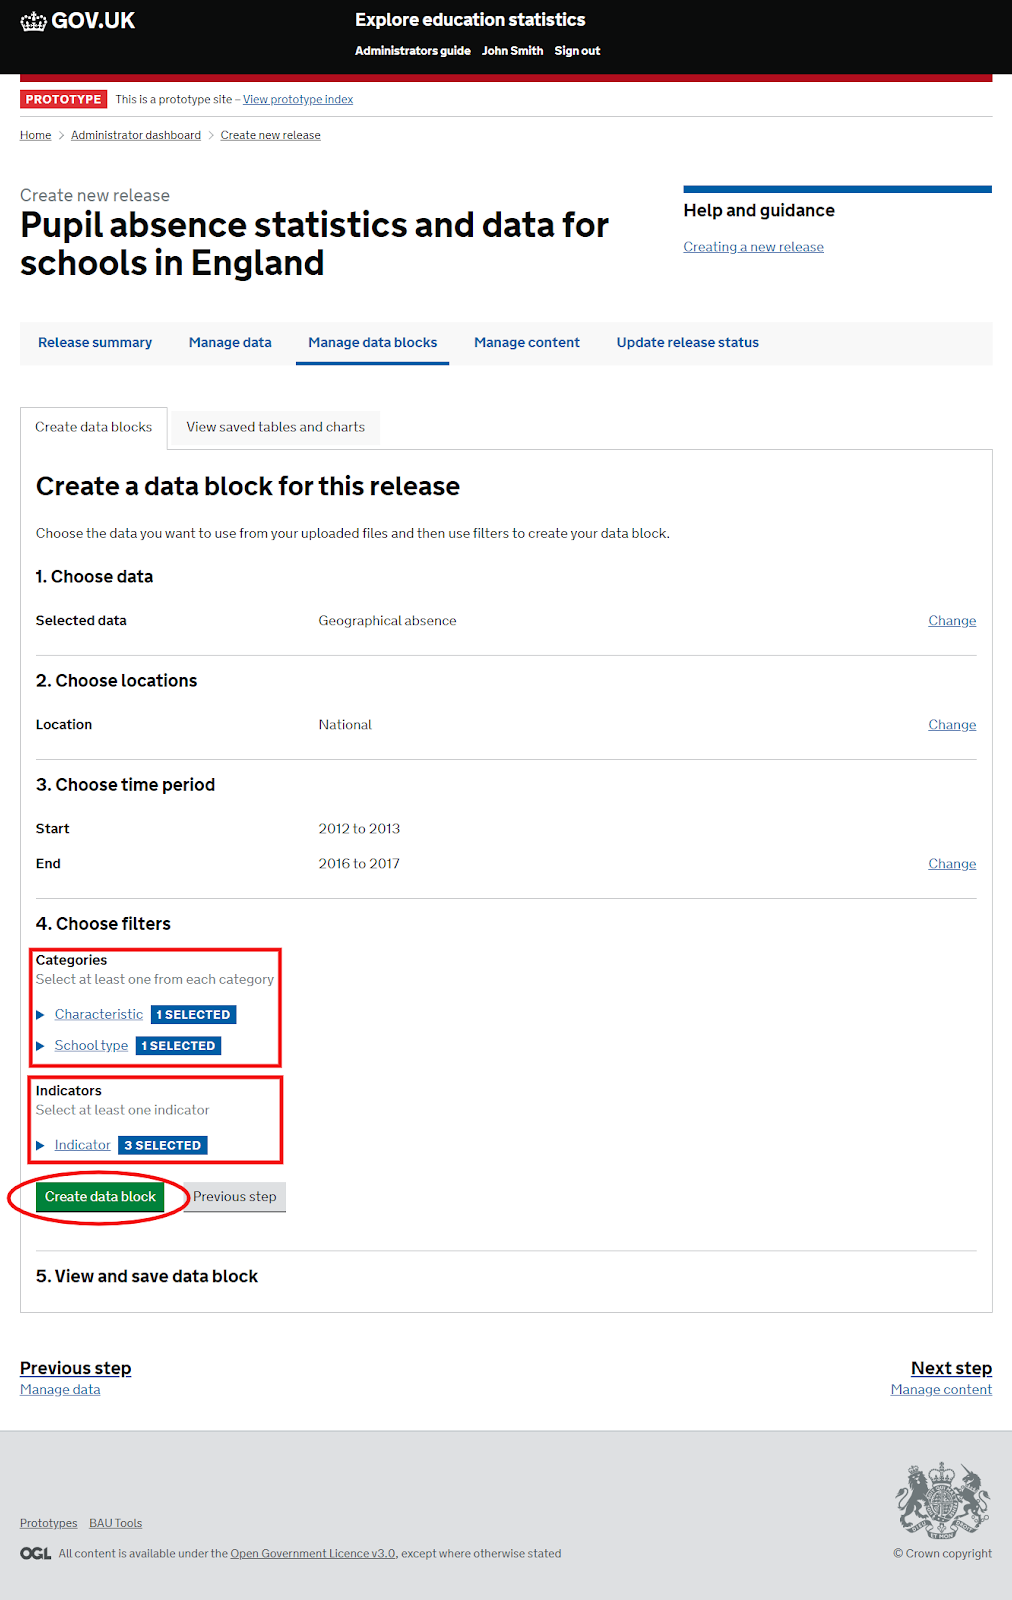 GOV.UK
Explore education statistics
Administrators guide John Smith Sign out
PROTOTYPE This is a prototype site – View prototype index
Home > Administrator dashboard > Create new release
Create new release
Pupil absence statistics and data for
schools in England
Help and guidance
Creating a new release
Release summary Manage data Manage data blocks Manage content Update release status
Create data blocks View saved tables and charts
Create a data block for this release
Choose the data you want to use from your uploaded files and then use filters to create your data block.
1. Choose data
Selected data Geographical absence Change
2. Choose locations
Location National Change
3. Choose time period
Start 2012 to 2013
End 2016 to 2017 Change
4. Choose filters
Categories
Select at least one from each category
Characteristic 1 SELECTED
School type 1 SELECTED
Indicators
Select at least one indicator
Indicator 3 SELECTED
Create data block Previous step
5. View and save data block
Previous step Next step
Manage data Manage content
Prototypes BAU Tools
OGL All content is available under the Open Government Licence v3.0, except where otherwise stated
© Crown copyright